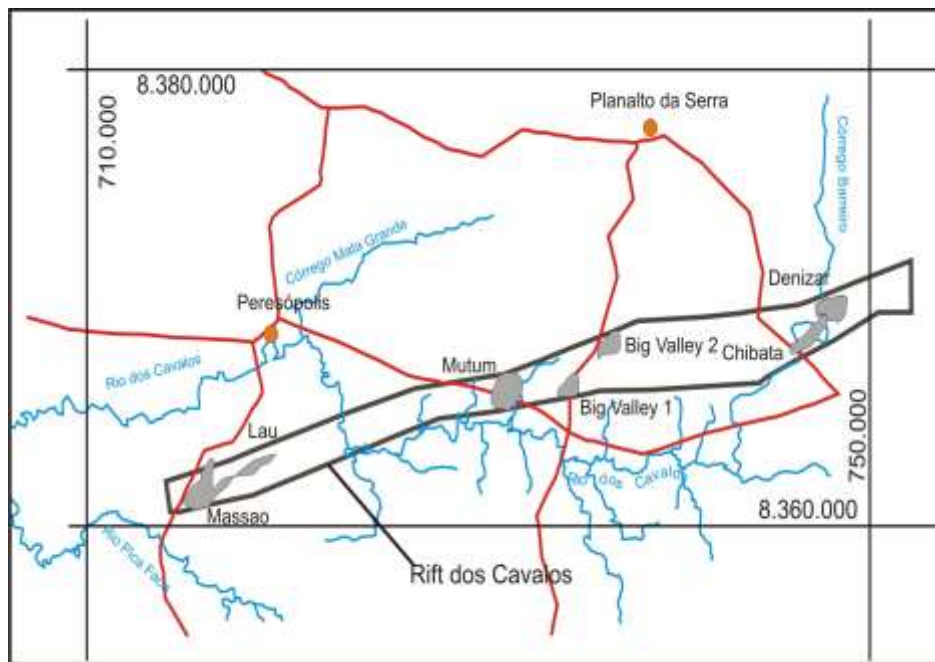 8.380.000
710.000
Planalto da Serra
Córrego Barreiro
Córrego Mata Grande
Denizar
Peresópolis
Big Valley 2
Chibata
Mutum
Rio dos Cavalos
Big Valley 1
Lau
750.000
Rio dos Cavalo
8.360.000
Massao
Rio Pica Faca
Rift dos Cavalos